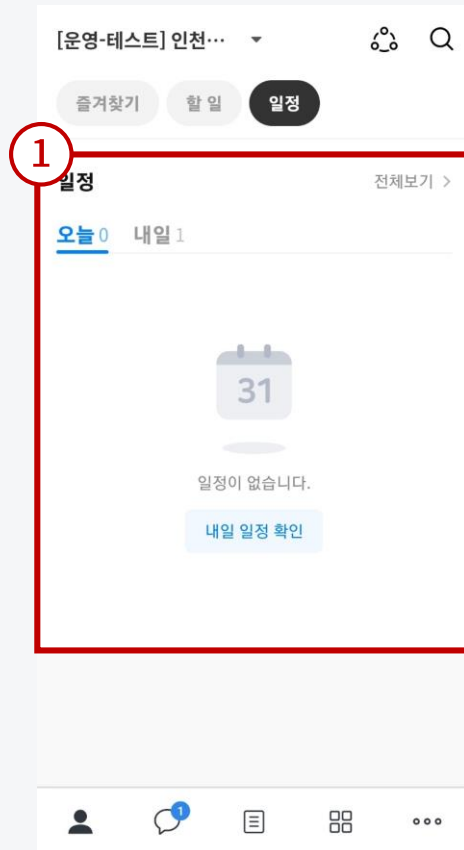 [운영-테스트] 인천…
즐겨찾기 할 일 일정
1
일정 전체보기 >
오늘 0 내일 1
31
일정이 없습니다.
내일 일정 확인
1